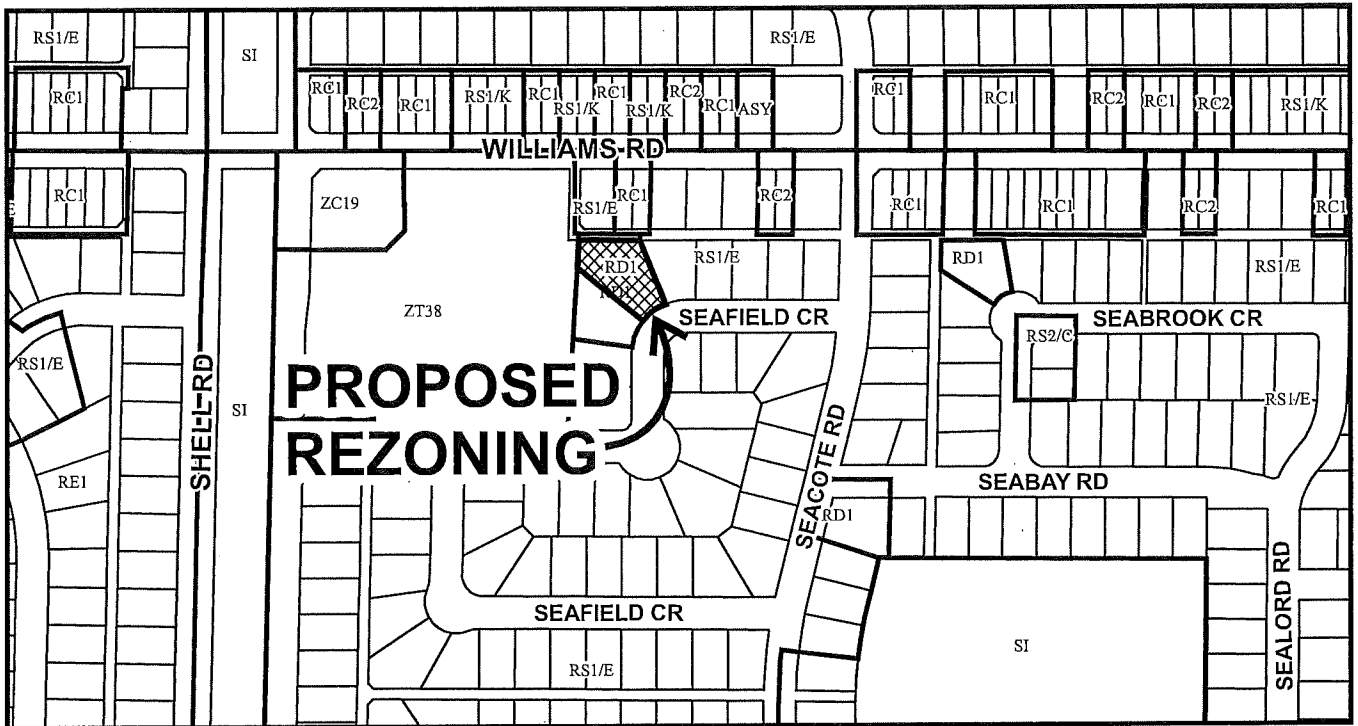 RS1/E
SI
RS1/E
RC1
RC1
RC2
RC1
RS1/K
RC1
RS1/K
RC1
RS1/K
RC2
RC1
ASY
RC1
RC1
RC2
RC1
RC2
RS1/K
WILLIAMS RD
RC1
ZC19
RS1/E
RC1
RC2
RC1
RC1
RC2
RC1
E
RD1
RS1/E
RD1
RS1/E
ZT38
SEAFIELD CR
SEABROOK CR
RS1/E
RS2/C
SHELL RD
SI
PROPOSED
REZONING
RS1/E
SEACOTE RD
RE1
SEABAY RD
RD1
SEAFIELD CR
SEALORD RD
RS1/E
SI